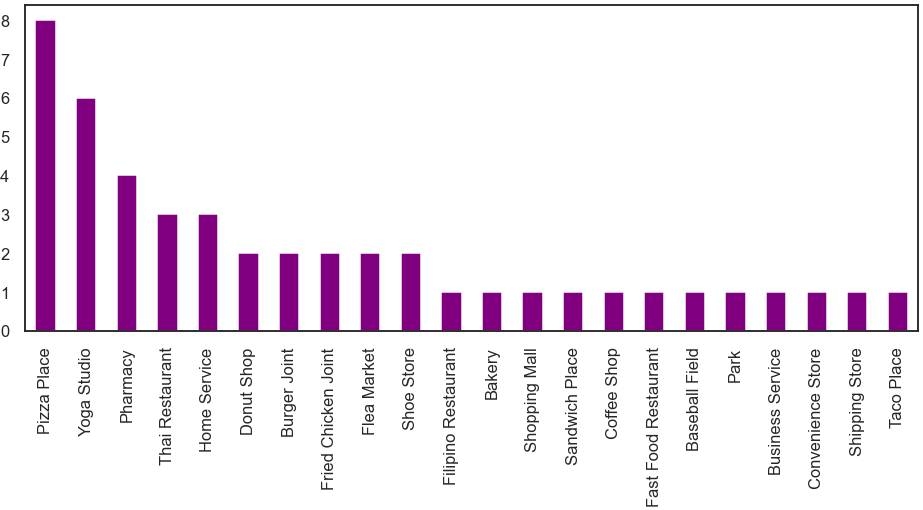 8
7
6
5
4
3
2
1
0
Pizza Place
Yoga Studio
Pharmacy
Thai Restaurant
Home Service
Donut Shop
Burger Joint
Fried Chicken Joint
Flea Market
Shoe Store
Filipino Restaurant
Bakery
Shopping Mall
Sandwich Place
Coffee Shop
Fast Food Restaurant
Baseball Field
Park
Business Service
Convenience Store
Shipping Store
Taco Place